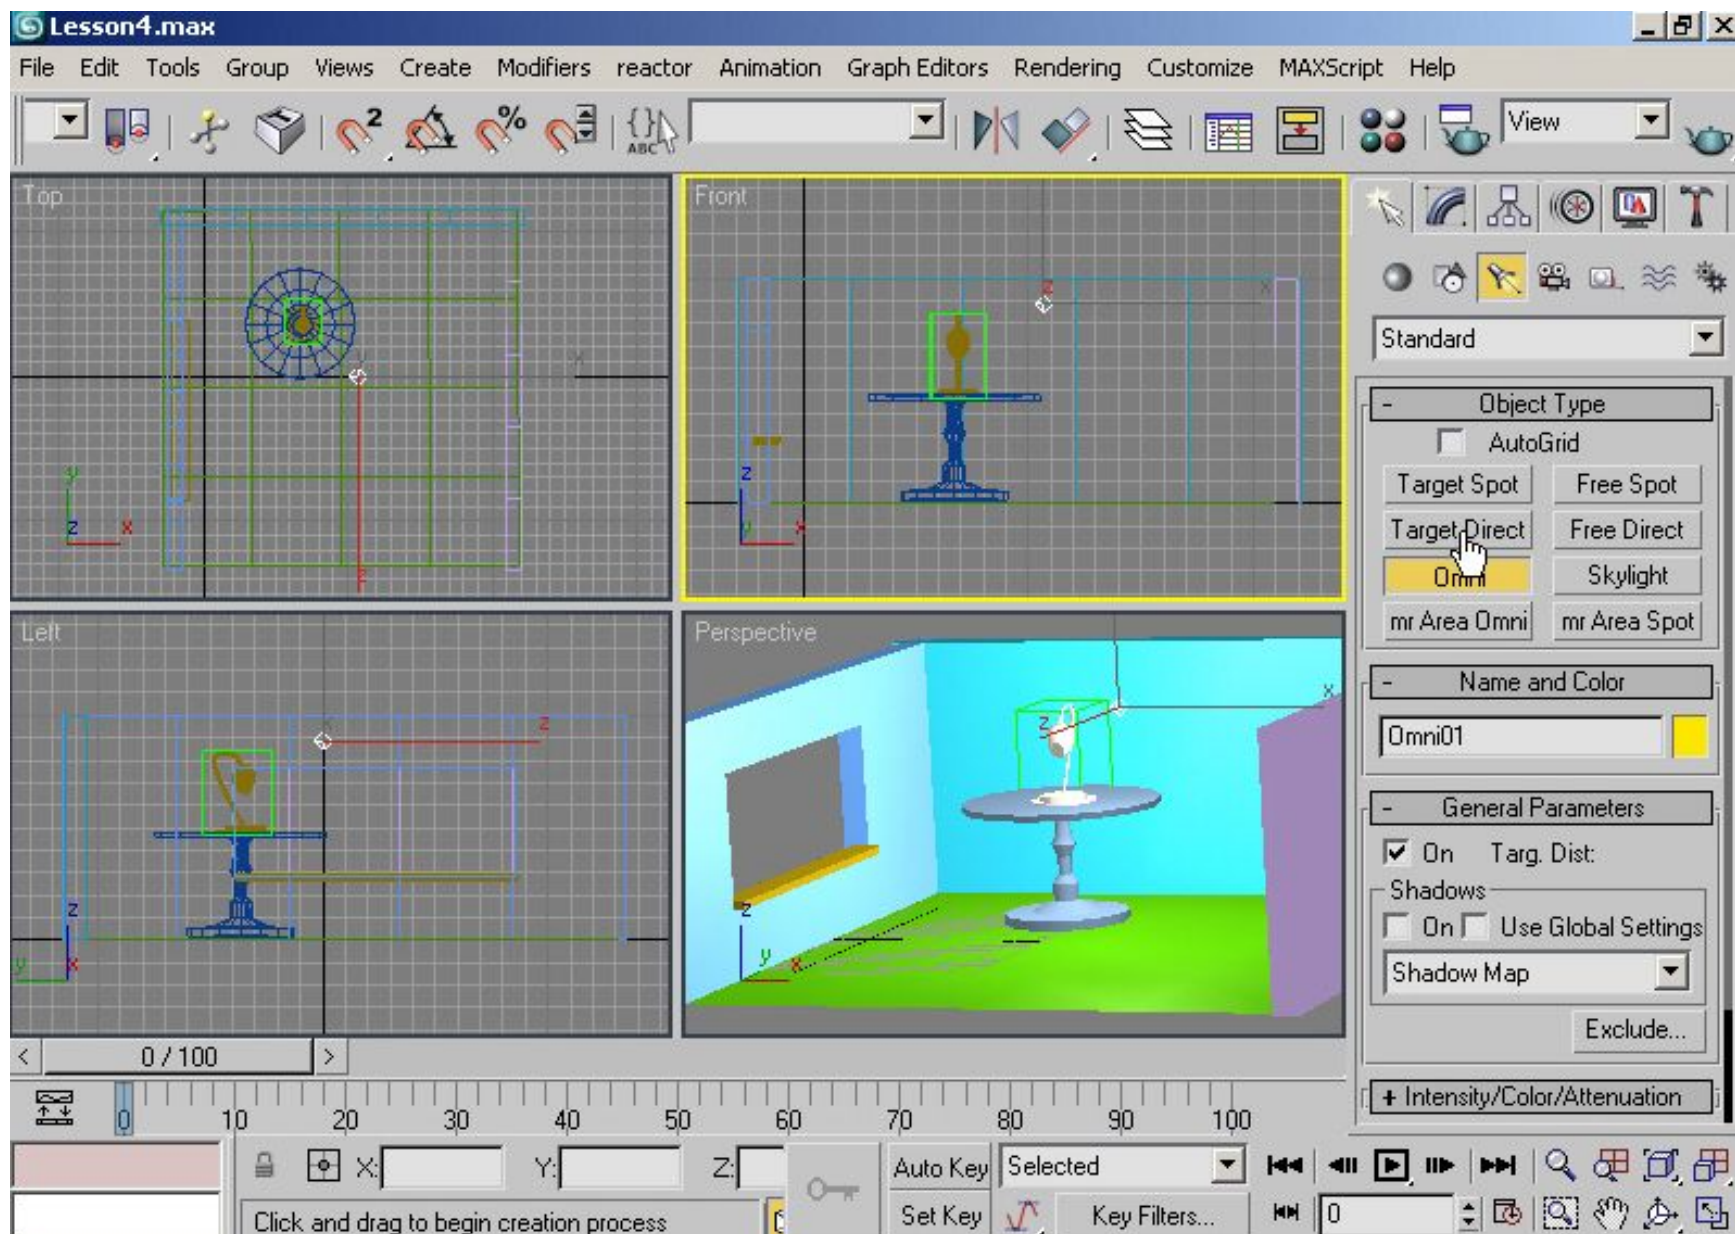 Lesson4.max
File Edit Tools Group Views Create Modifiers reactor Animation Graph Editors Rendering Customize MAXScript Help
2 % {} ABC View
Top
Front
Standard
- Object Type
AutoGrid
Target Spot Free Spot
Target Direct Free Direct
Omni Skylight
mr Area Omni mr Area Spot
- Name and Color
Omni01
- General Parameters
On Targ. Dist:
Shadows
On Use Global Settings
Shadow Map
Exclude...
+ Intensity/Color/Attenuation
z
x
y
z x
z
x
z
y x
Left
Perspective
x
z
z
y x
x
z
z
y x
< 0 / 100 >
0 10 20 30 40 50 60 70 80 90 100
X: Y: Z: Auto Key Selected
Click and drag to begin creation process Set Key Key Filters... 0